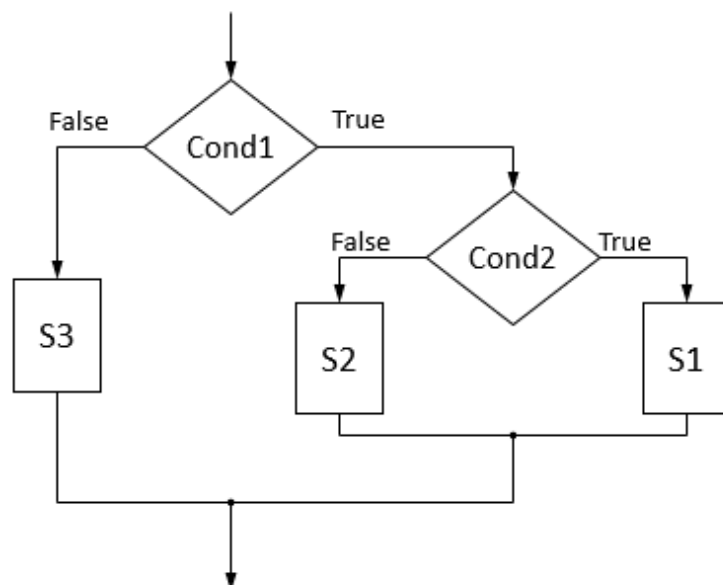 False
True
Cond1
False
True
Cond2
S3
S2
S1